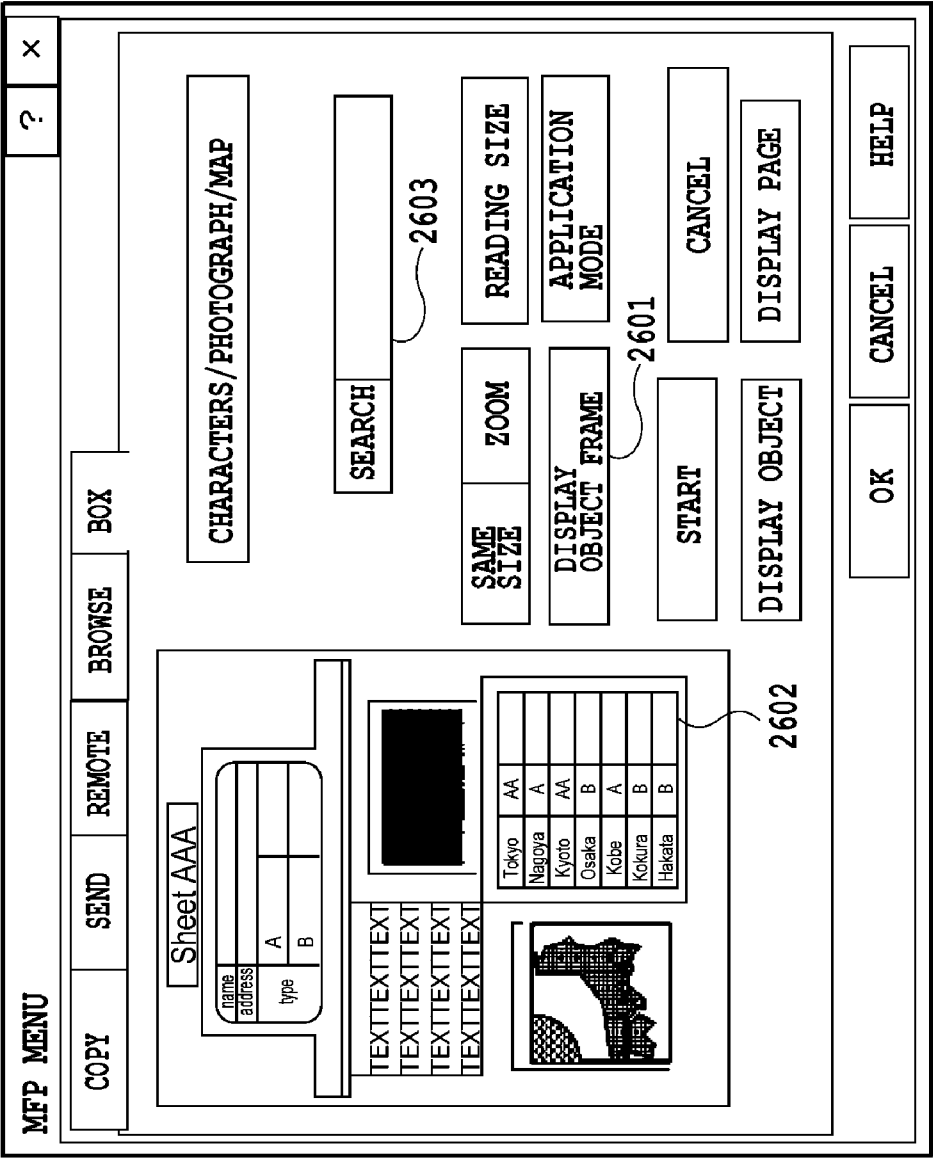 MFP MENU
? ×
COPY SEND REMOTE BROWSE BOX
Sheet AAA
name
address
type A
B
TEXTTEXTTEXT
TEXTTEXTTEXT
TEXTTEXTTEXT
TEXTTEXTTEXT
Tokyo AA
Nagoya A
Kyoto AA
Osaka B
Kobe A
Kokura B
Hakata B
2602
CHARACTERS/PHOTOGRAPH/MAP
SEARCH
2603
SAME
SIZE
ZOOM
READING SIZE
DISPLAY
OBJECT FRAME
APPLICATION
MODE
2601
START
CANCEL
DISPLAY OBJECT
DISPLAY PAGE
OK
CANCEL
HELP